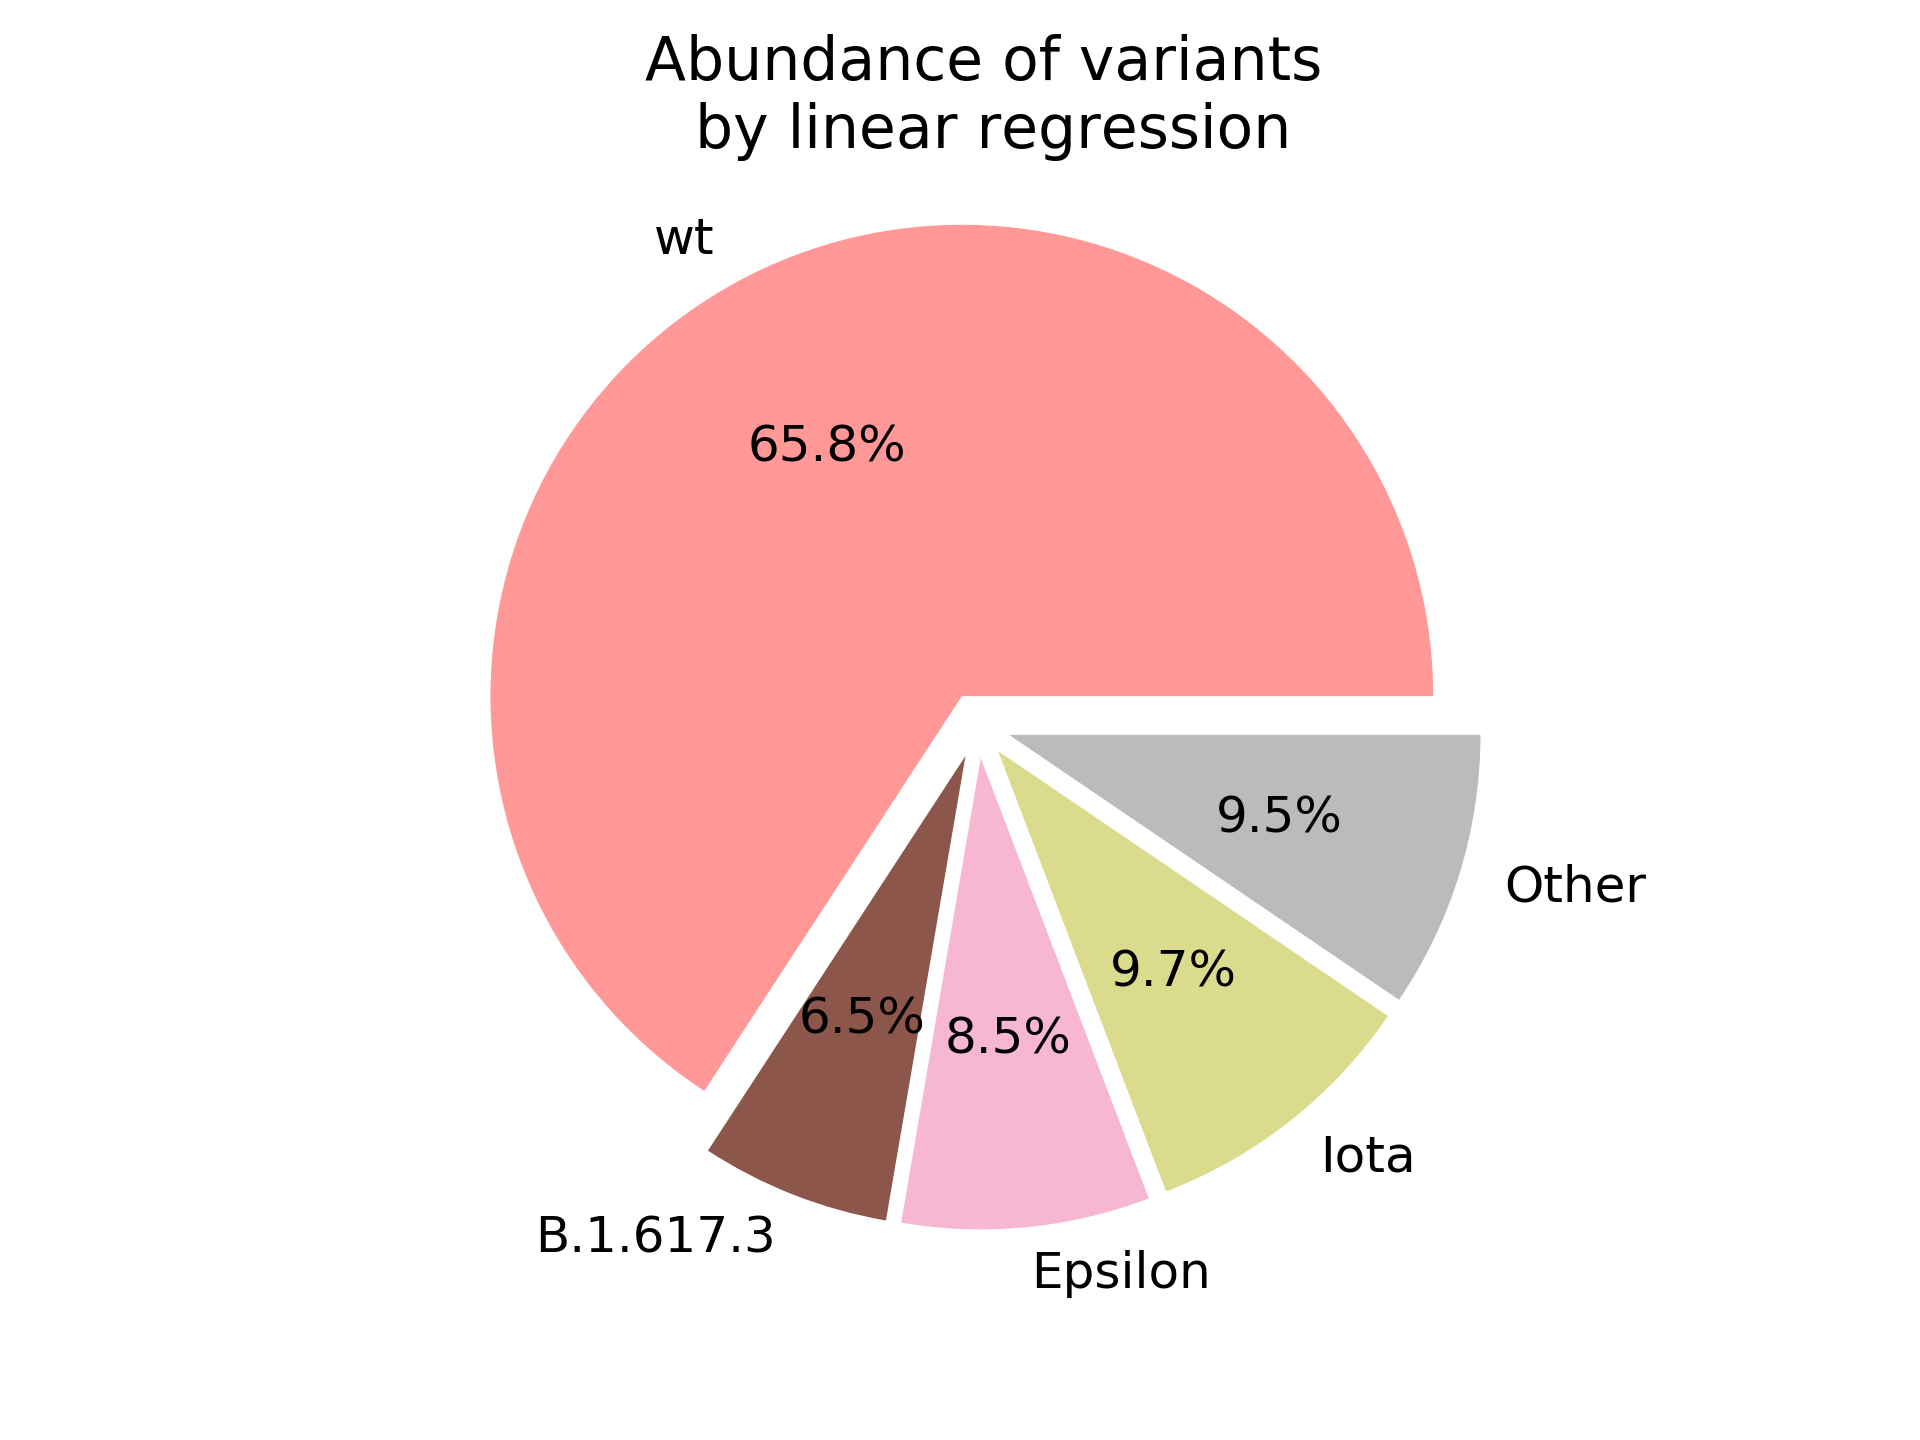 Abundance of variants
by linear regression
wt
65.8%
9.5%
Other
9.7%
6.5%
8.5%
Iota
B.1.617.3
Epsilon